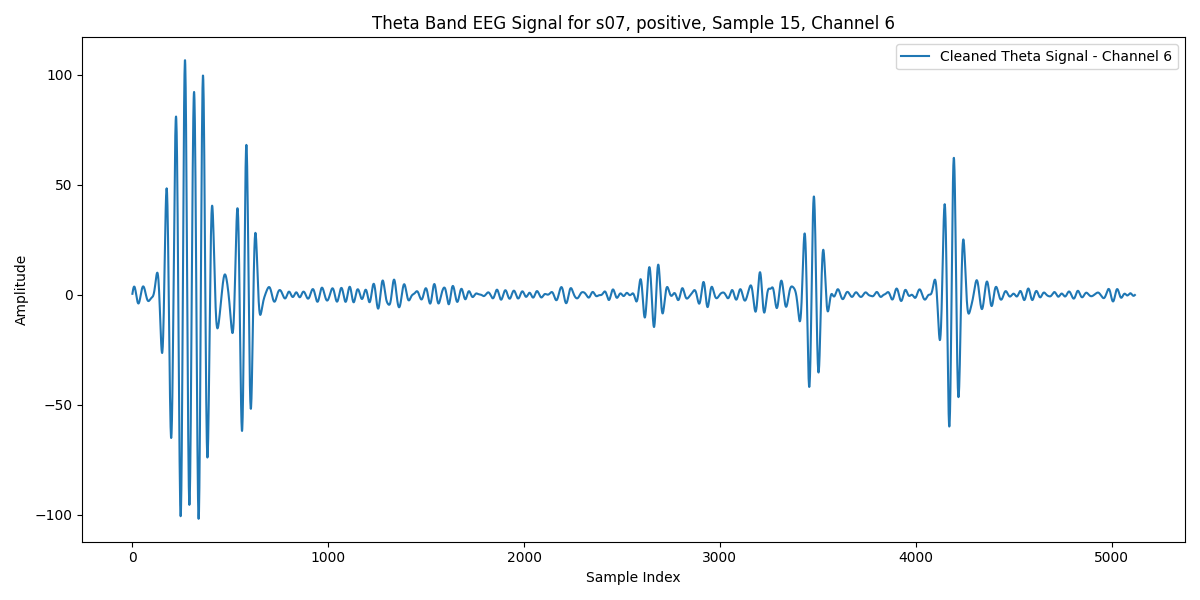 Theta Band EEG Signal for s07, positive, Sample 15, Channel 6
Cleaned Theta Signal - Channel 6
Amplitude
100
50
0
−50
−100
0 1000 2000 3000 4000 5000
Sample Index